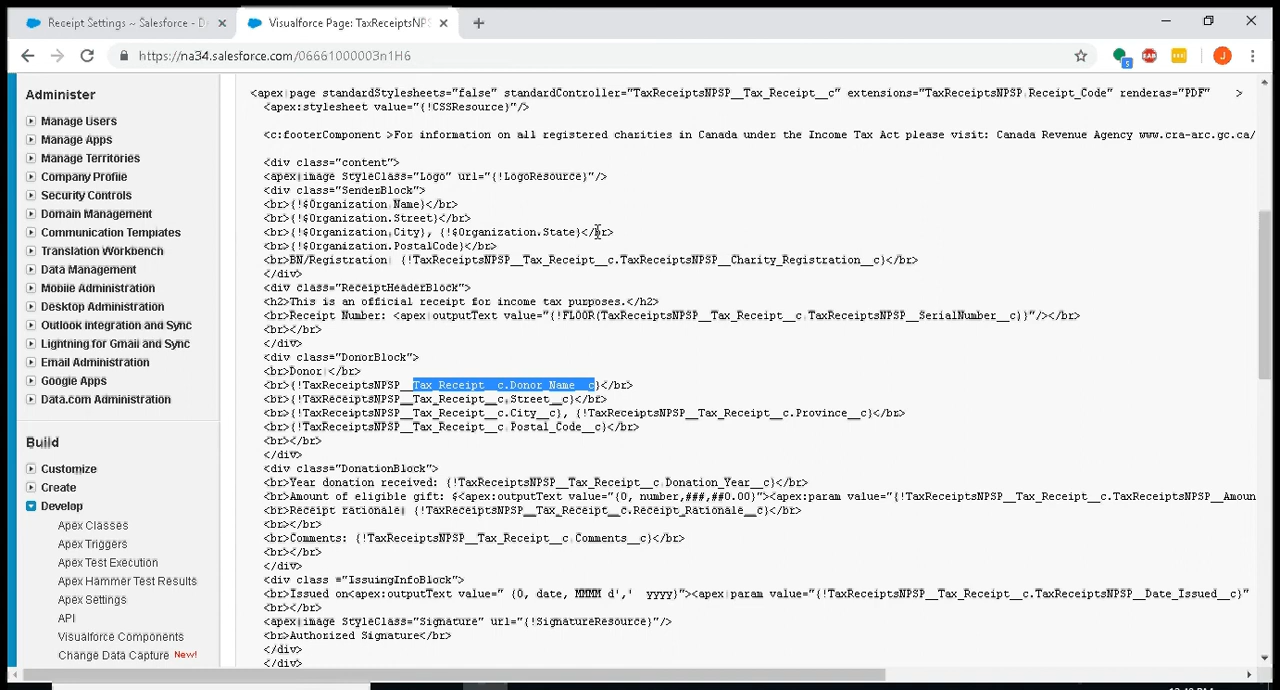 Receipt Settings ~ Salesforce - D
Visualforce Page: TaxReceiptsNPS
https://na34.salesforce.com/06661000003n1H6
5
EAB
J
Administer
Manage Users
Manage Apps
Manage Territories
Company Profile
Security Controls
Domain Management
Communication Templates
Translation Workbench
Data Management
Mobile Administration
Desktop Administration
Outlook Integration and Sync
Lightning for Gmail and Sync
Email Administration
Google Apps
Data.com Administration
Build
Customize
Create
Develop
Apex Classes
Apex Triggers
Apex Test Execution
Apex Hammer Test Results
Apex Settings
API
Visualforce Components
Change Data Capture New!
<apex:page standardStylesheets="false" standardController="TaxReceiptsNPSP__Tax_Receipt__c" extensions="TaxReceiptsNPSP.Receipt_Code" renderas="PDF" >
<apex:stylesheet value="{!CSSResource}"/>
<c:footerComponent >For information on all registered charities in Canada under the Income Tax Act please visit: Canada Revenue Agency www.cra-arc.gc.ca/
<div class="content">
<apex:image StyleClass="Logo" url="{!LogoResource}"/>
<div class="SenderBlock">
<br>{!$Organization.Name}</br>
<br>{!$Organization.Street}</br>
<br>{!$Organization.City}, {!$Organization.State}</br>
<br>{!$Organization.PostalCode}</br>
<br>BN/Registration: {!TaxReceiptsNPSP__Tax_Receipt__c.TaxReceiptsNPSP__Charity_Registration__c}</br>
</div>
<div class="ReceiptHeaderBlock">
<h2>This is an official receipt for income tax purposes.</h2>
<br>Receipt Number: <apex:outputText value="{!FLOOR(TaxReceiptsNPSP__Tax_Receipt__c.TaxReceiptsNPSP__SerialNumber__c)}"/></br>
<br></br>
</div>
<div class="DonorBlock">
<br>Donor:</br>
<br>{!TaxReceiptsNPSP__Tax_Receipt__c.Donor_Name__c}</br>
<br>{!TaxReceiptsNPSP__Tax_Receipt__c.Street__c}</br>
<br>{!TaxReceiptsNPSP__Tax_Receipt__c.City__c}, {!TaxReceiptsNPSP__Tax_Receipt__c.Province__c}</br>
<br>{!TaxReceiptsNPSP__Tax_Receipt__c.Postal_Code__c}</br>
<br></br>
</div>
<div class="DonationBlock">
<br>Year donation received: {!TaxReceiptsNPSP__Tax_Receipt__c.Donation_Year__c}</br>
<br>Amount of eligible gift: $<apex:outputText value="{0, number,###,##0.00}"><apex:param value="{!TaxReceiptsNPSP__Tax_Receipt__c.TaxReceiptsNPSP__Amoun
<br>Receipt rationale: {!TaxReceiptsNPSP__Tax_Receipt__c.Receipt_Rationale__c}</br>
<br></br>
<br>Comments: {!TaxReceiptsNPSP__Tax_Receipt__c.Comments__c}</br>
<br></br>
</div>
<div class ="IssuingInfoBlock">
<br>Issued on<apex:outputText value=" {0, date, MMMM d','  yyyy}"><apex:param value="{!TaxReceiptsNPSP__Tax_Receipt__c.TaxReceiptsNPSP__Date_Issued__c}"
<br></br>
<apex:image StyleClass="Signature" url="{!SignatureResource}"/>
<br>Authorized Signature</br>
</div>
</div>